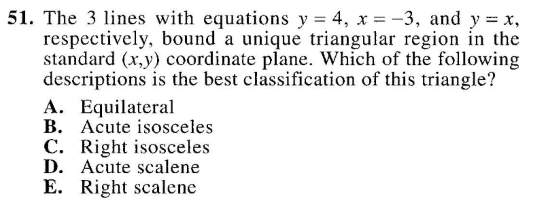 51. The 3 lines with equations y = 4, x = −3, and y = x,
respectively, bound a unique triangular region in the
standard (x,y) coordinate plane. Which of the following
descriptions is the best classification of this triangle?
A. Equilateral
B. Acute isosceles
C. Right isosceles
D. Acute scalene
E. Right scalene